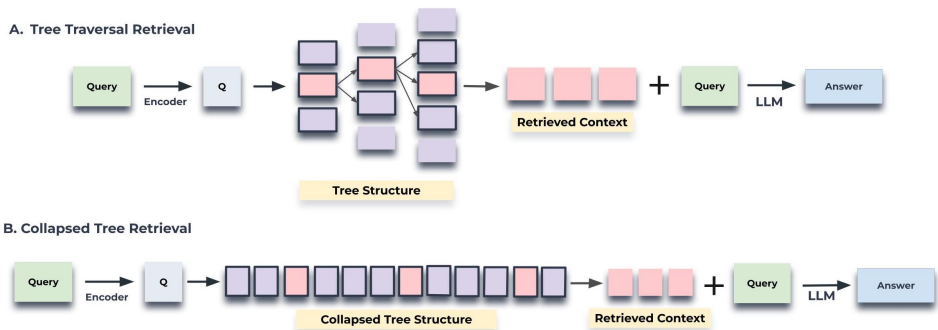 A. Tree Traversal Retrieval
Query
Encoder
Q
Tree Structure
Retrieved Context
+
Query
LLM
Answer
B. Collapsed Tree Retrieval
Query
Encoder
Q
Collapsed Tree Structure
Retrieved Context
+
Query
LLM
Answer